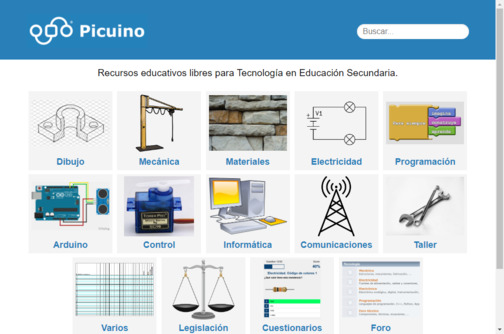 Picuino
Buscar...
Recursos educativos libres para Tecnología en Educación Secundaria.
V1
Dibujo
Mecánica
Materiales
Electricidad
Programación
Arduino
Control
Informática
Comunicaciones
Taller
Varios
Legislación
Cuestionarios
Foro